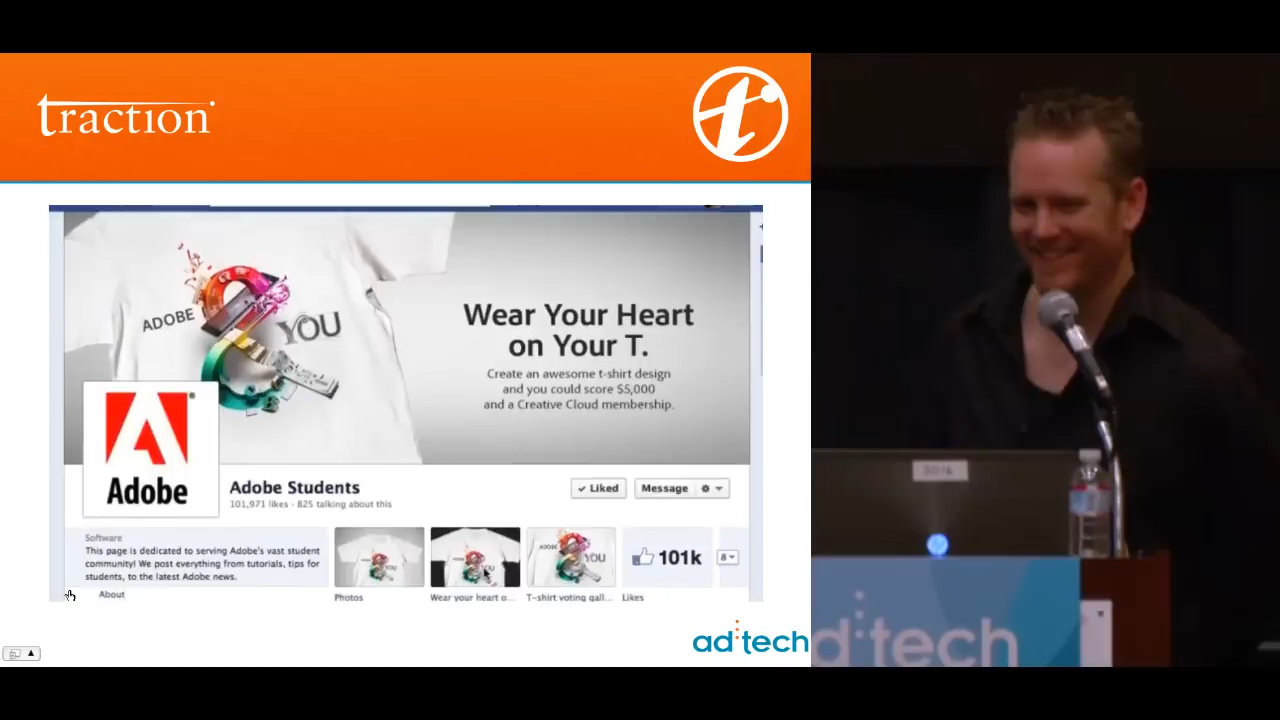 traction
t
ADOBE
YOU
Wear Your Heart
on Your T.
Create an awesome t-shirt design
and you could score $5,000
and a Creative Cloud membership.
Adobe
Adobe Students
101,971 likes · 825 talking about this
Liked
Message
Software
This page is dedicated to serving Adobe's vast student
community! We post everything from tutorials, tips for
students, to the latest Adobe news.
About
ADOBE
YOU
101k
8
Photos
Wear your heart o...
T-shirt voting gall...
Likes
ad:tech
d:tech